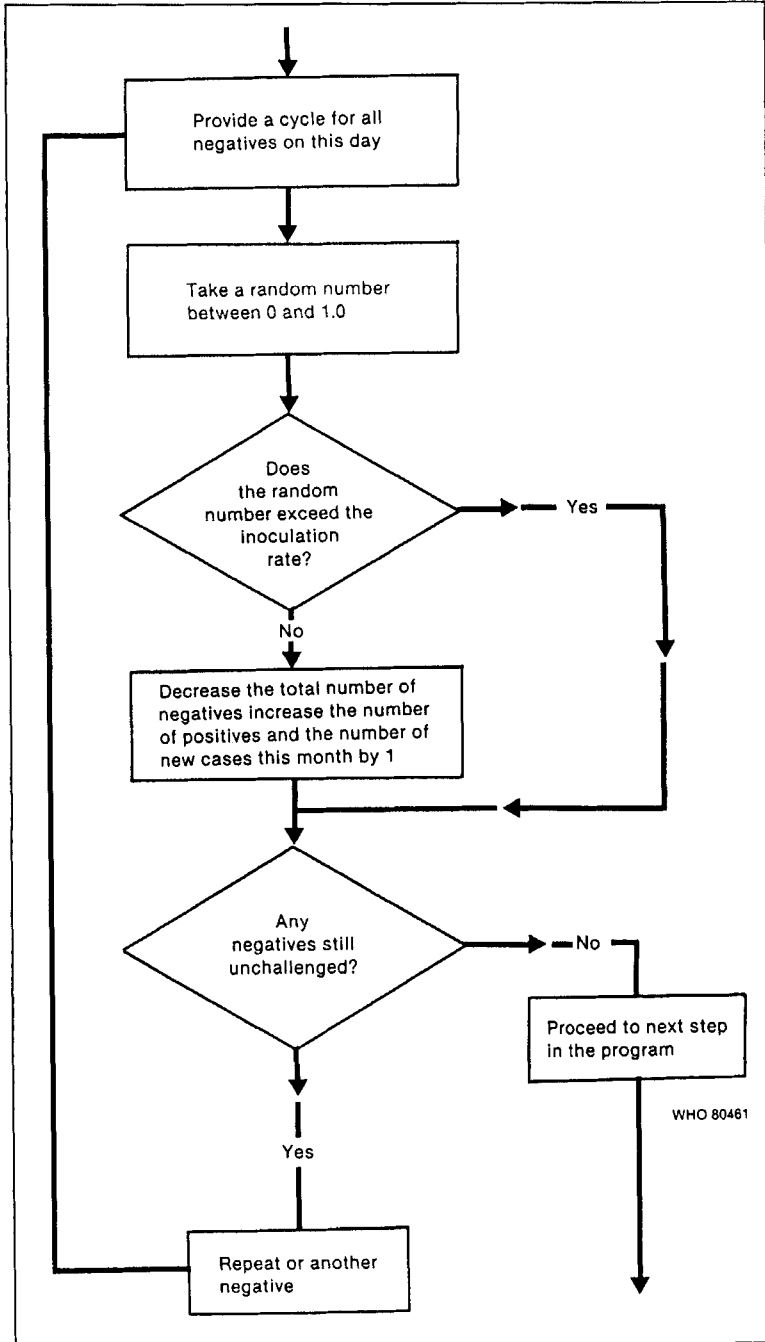 Provide a cycle for all
negatives on this day
Take a random number
between 0 and 1.0
Does
the random
number exceed the
inoculation
rate?
Yes
No
Decrease the total number of
negatives increase the number
of positives and the number of
new cases this month by 1
Any
negatives still
unchallenged?
No
Proceed to next step
in the program
WHO 80461
Yes
Repeat or another
negative